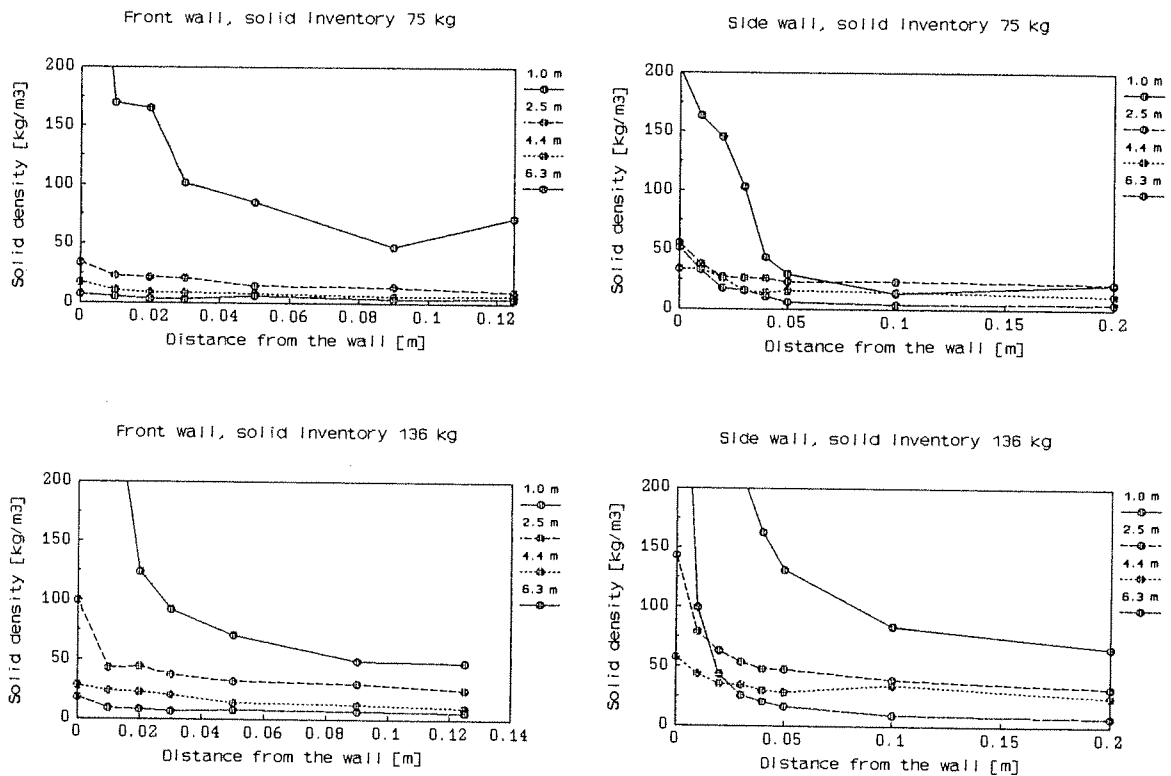 Front wall, solid inventory 75 kg
Solid density [kg/m3]
200
150
100
50
0
0 0.02 0.04 0.06 0.08 0.1 0.12
Distance from the wall [m]
1.0 m
2.5 m
4.4 m
6.3 m
Side wall, solid inventory 75 kg
Solid density [kg/m3]
200
150
100
50
0
0 0.05 0.1 0.15 0.2
Distance from the wall [m]
1.0 m
2.5 m
4.4 m
6.3 m
Front wall, solid inventory 136 kg
Solid density [kg/m3]
200
150
100
50
0
0 0.02 0.04 0.06 0.08 0.1 0.12 0.14
Distance from the wall [m]
1.0 m
2.5 m
4.4 m
6.3 m
Side wall, solid inventory 136 kg
Solid density [kg/m3]
200
150
100
50
0
0 0.05 0.1 0.15 0.2
Distance from the wall [m]
1.0 m
2.5 m
4.4 m
6.3 m